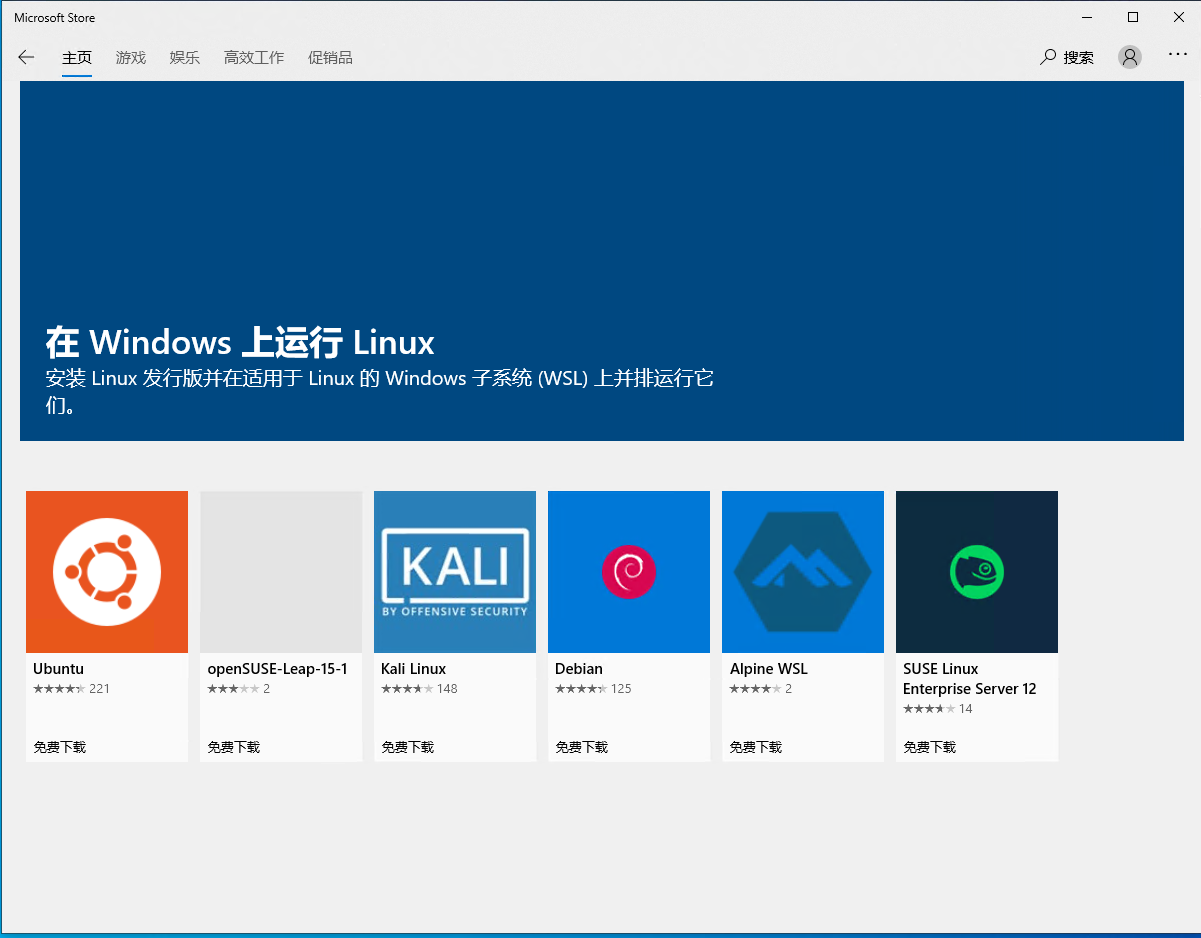 Microsoft Store
主页 游戏 娱乐 高效工作 促销品 搜索
在 Windows 上运行 Linux
安装 Linux 发行版并在适用于 Linux 的 Windows 子系统 (WSL) 上并排运行它
们。
KALI
BY OFFENSIVE SECURITY
Ubuntu
221
免费下载
openSUSE-Leap-15-1
2
免费下载
Kali Linux
148
免费下载
Debian
125
免费下载
Alpine WSL
2
免费下载
SUSE Linux
Enterprise Server 12
14
免费下载